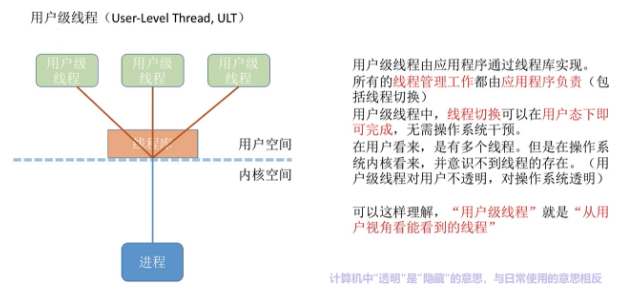 用户级线程（User-Level Thread, ULT）
用户级
线程
用户级
线程
用户级
线程
线程库
用户空间
内核空间
进程
用户级线程由应用程序通过线程库实现。
所有的线程管理工作都由应用程序负责（包
括线程切换）
用户级线程中，线程切换可以在用户态下即
可完成，无需操作系统干预。
在用户看来，是有多个线程。但是在操作系
统内核看来，并意识不到线程的存在。（用
户级线程对用户不透明，对操作系统透明）
可以这样理解，“用户级线程”就是“从用
户视角看能看到的线程”
计算机中"透明"是"隐藏"的意思，与日常使用的意思相反